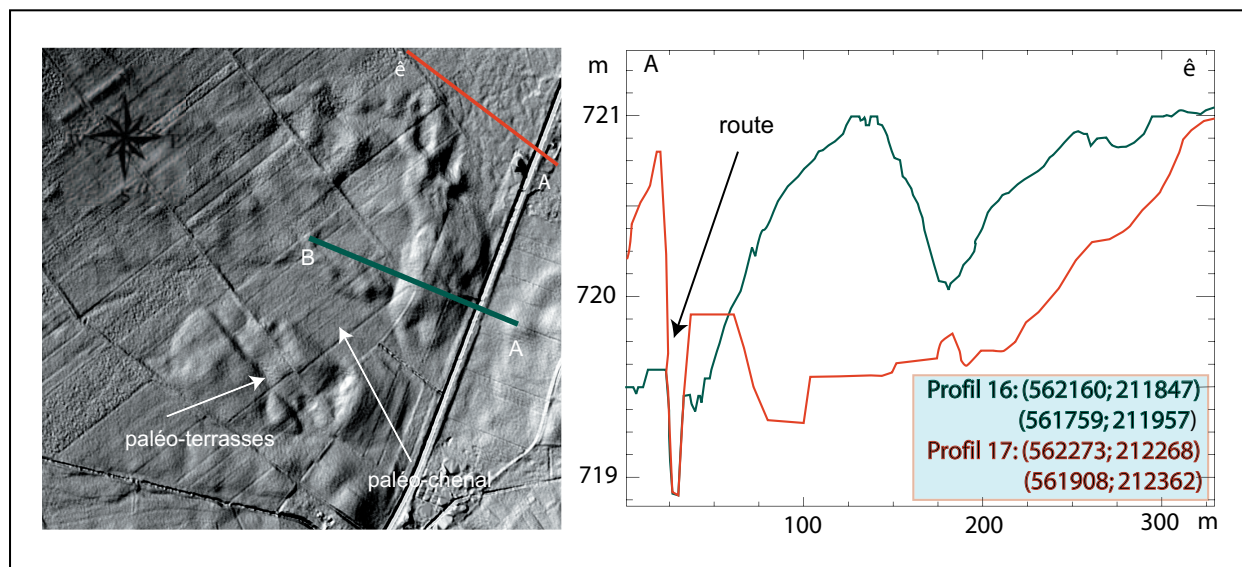 ê
A
B
A
paléo-terrasses
paléo-chenal
m
A
ê
721
route
720
719
Profil 16: (562160; 211847)
(561759; 211957)
Profil 17: (562273; 212268)
(561908; 212362)
100
200
300
m